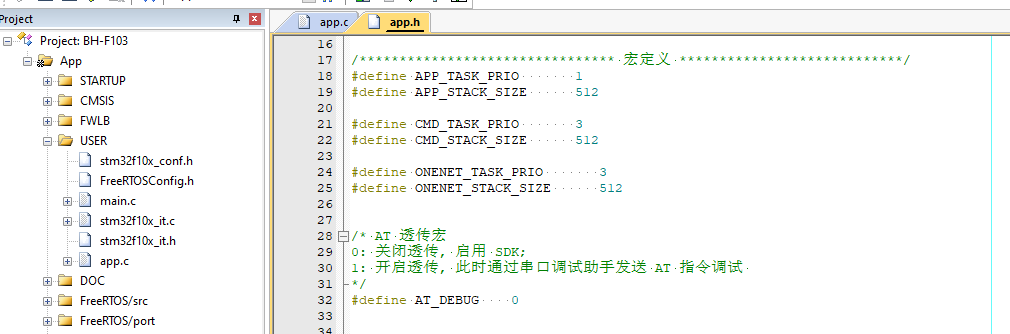 Project
Project: BH-F103
App
STARTUP
CMSIS
FWLB
USER
stm32f10x_conf.h
FreeRTOSConfig.h
main.c
stm32f10x_it.c
stm32f10x_it.h
app.c
DOC
FreeRTOS/src
FreeRTOS/port
app.c
app.h
16
17 /******************************** 宏定义 ****************************/
18 #define APP_TASK_PRIO 1
19 #define APP_STACK_SIZE 512
20
21 #define CMD_TASK_PRIO 3
22 #define CMD_STACK_SIZE 512
23
24 #define ONENET_TASK_PRIO 3
25 #define ONENET_STACK_SIZE 512
26
27
28 /* AT 透传宏
29 0: 关闭透传, 启用 SDK;
30 1: 开启透传, 此时通过串口调试助手发送 AT 指令调试
31 */
32 #define AT_DEBUG 0
33
34